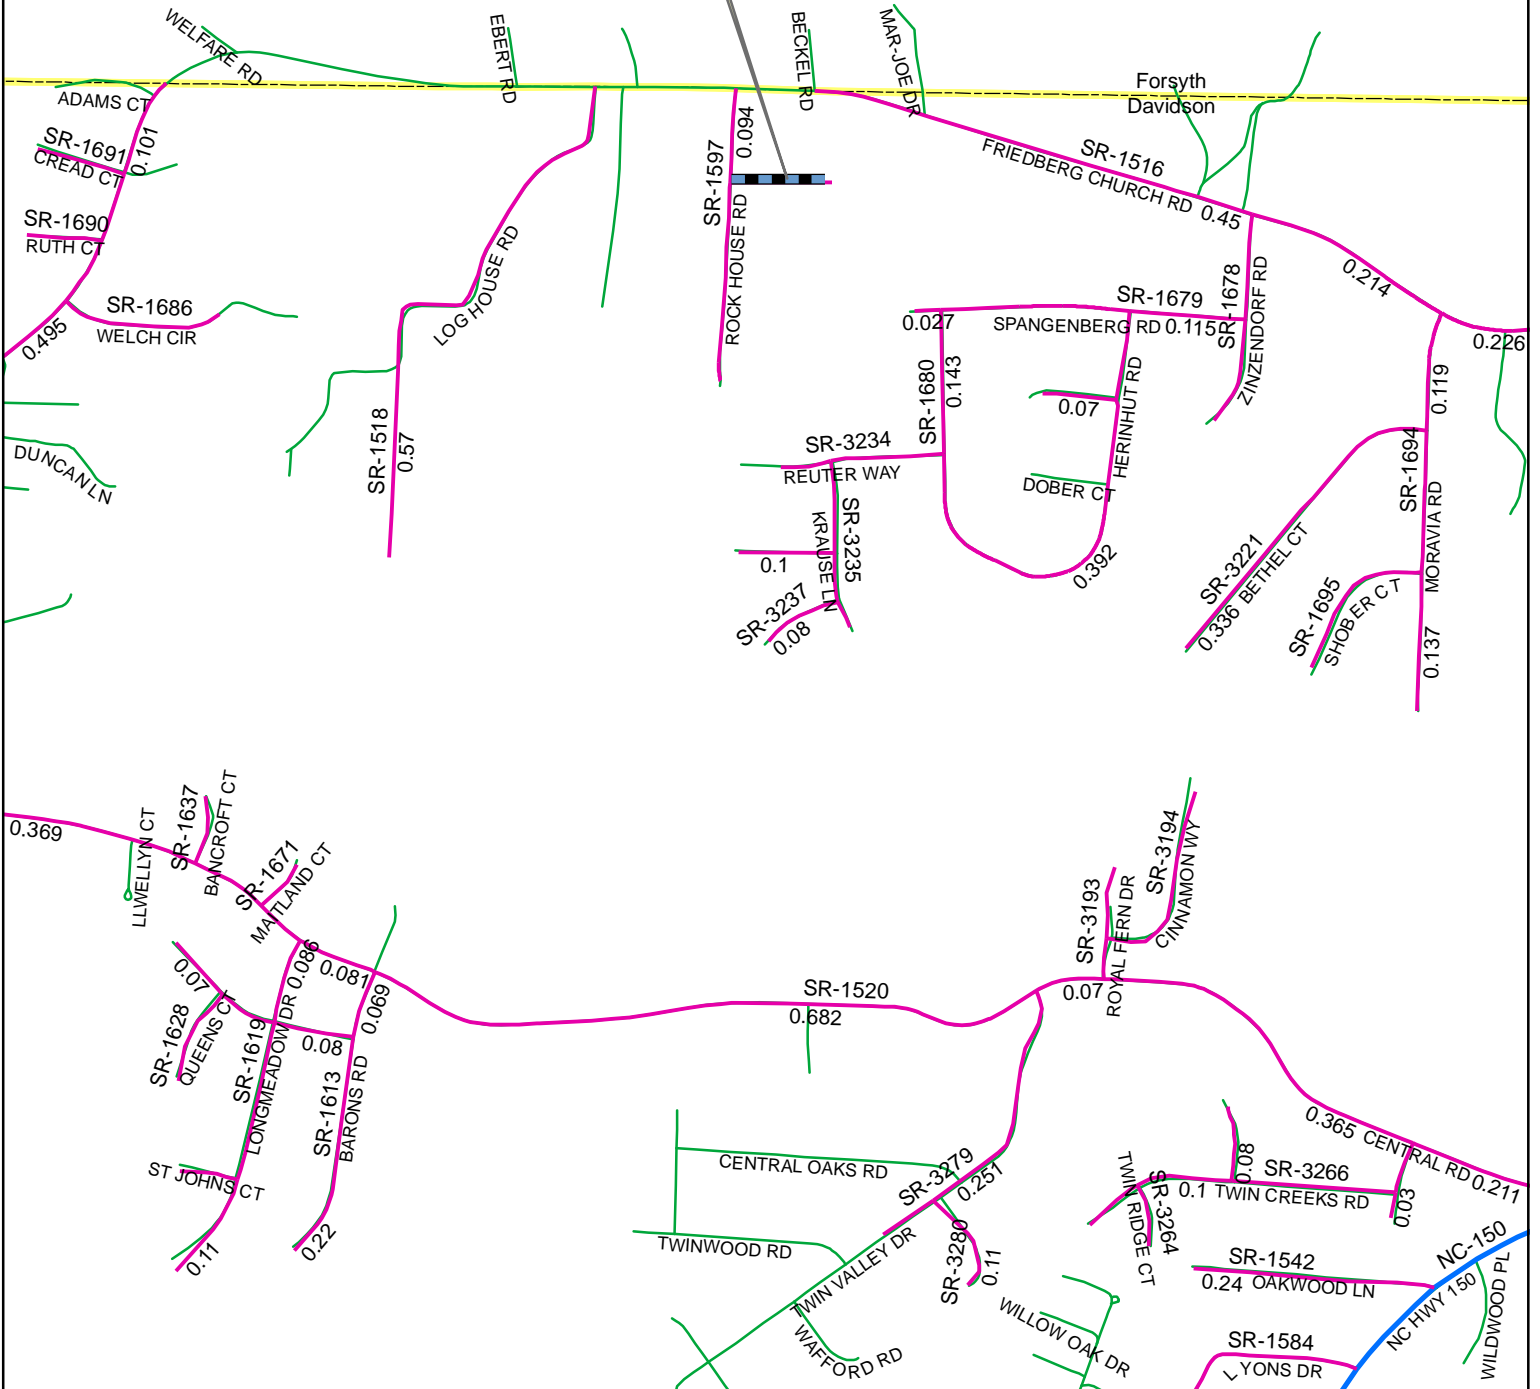 WELFARE RD
EBERT RD
BECKEL RD
MAR-JOE DR
Forsyth
Davidson
ADAMS CT
0.101
SR-1691
CREAD CT
SR-1690
RUTH CT
SR-1686
WELCH CIR
0.495
LOG HOUSE RD
SR-1597
0.094
ROCK HOUSE RD
SR-1516
FRIEDBERG CHURCH RD 0.45
0.214
0.226
SR-1678
ZINZENDORF RD
SR-1679
0.027
SPANGENBERG RD 0.115
SR-1680
0.143
0.07
HERINHUT RD
DOBER CT
0.392
0.119
SR-1694
MORAVIA RD
0.137
SR-3221
0.336 BETHEL CT
SR-1695
SHOBER CT
DUNCAN LN
SR-1518
0.57
SR-3234
REUTER WAY
KRAUSE LN
SR-3235
0.1
SR-3237
0.08
0.369
LLWELLYN CT
SR-1637
BANCROFT CT
SR-1671
MAITLAND CT
0.086
0.081
0.069
0.07
SR-1628
QUEENS CT
SR-1619
LONGMEADOW DR
0.08
SR-1613
BARONS RD
ST JOHNS CT
0.11
0.22
SR-1520
0.682
0.07
SR-3193
ROYAL FERN DR
SR-3194
CINNAMON WY
0.365 CENTRAL RD 0.211
CENTRAL OAKS RD
SR-3279
0.251
TWINWOOD RD
TWIN VALLEY DR
SR-3280
0.11
WAFFORD RD
WILLOW OAK DR
TWIN RIDGE CT
SR-3264
0.08
SR-3266
0.1 TWIN CREEKS RD
0.03
SR-1542
0.24 OAKWOOD LN
NC-150
NC HWY 150
WILDWOOD PL
SR-1584
LYONS DR